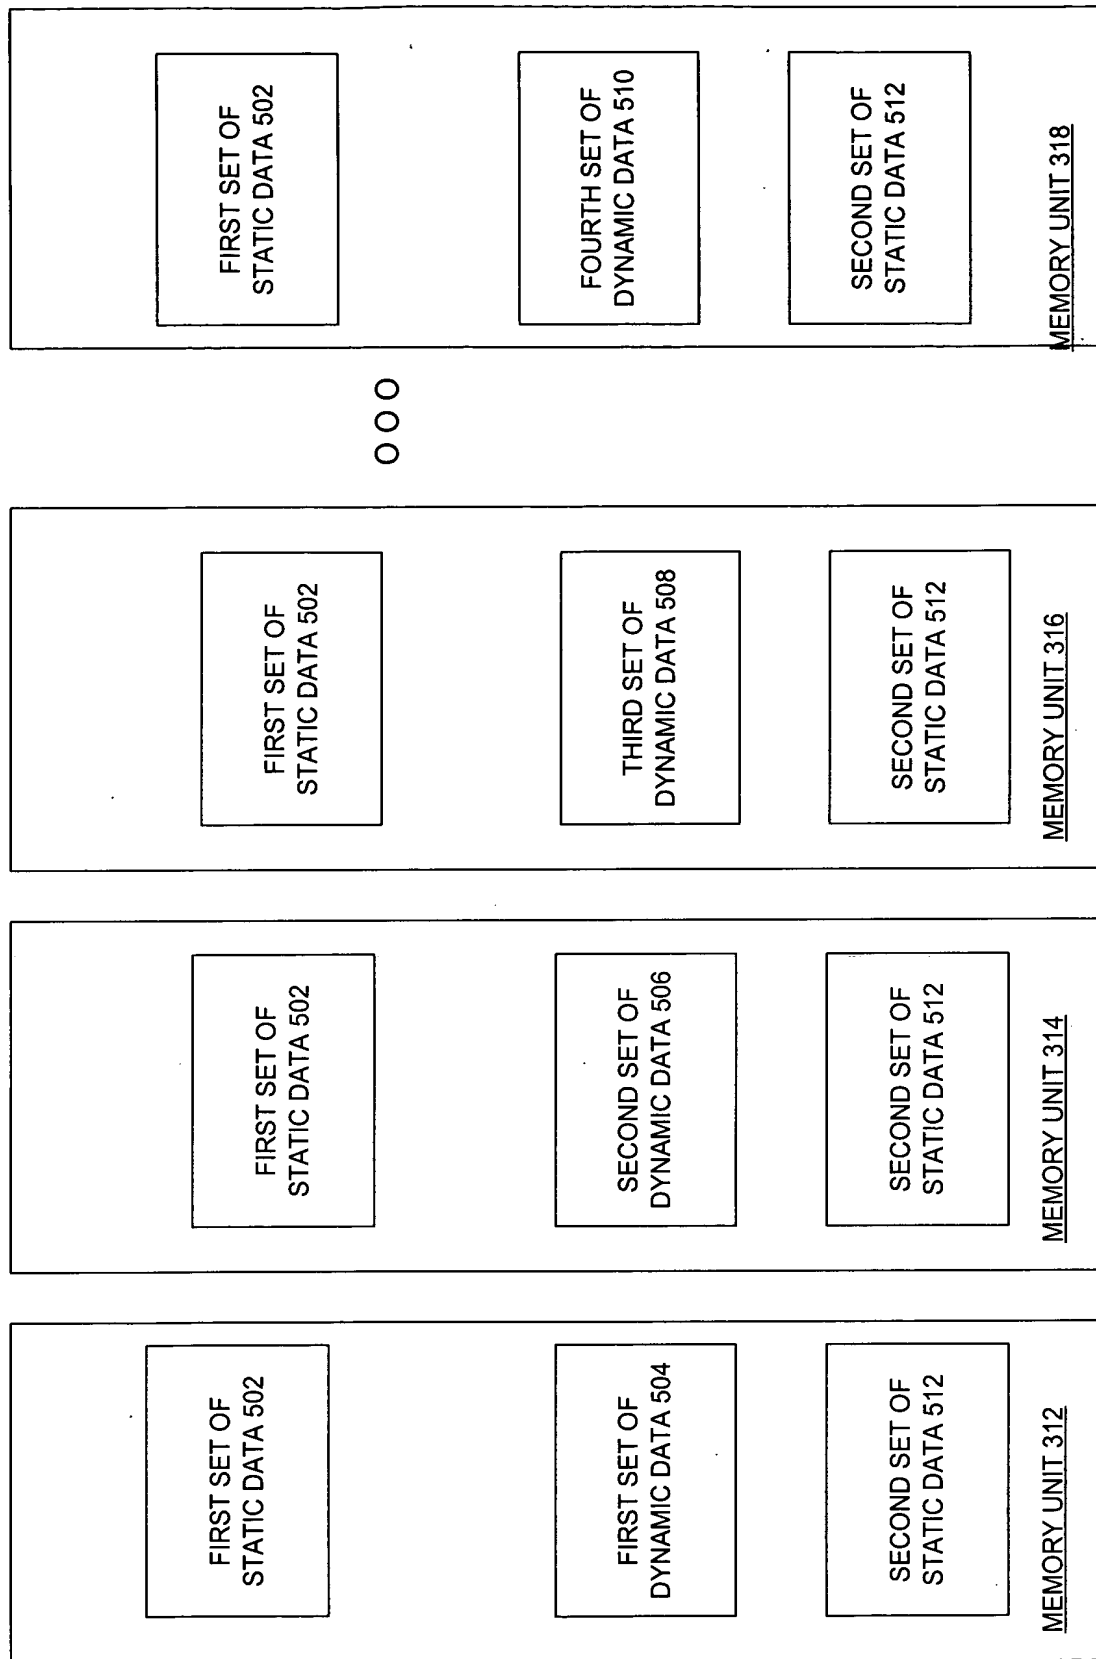 FIRST SET OF
STATIC DATA 502
FIRST SET OF
DYNAMIC DATA 504
SECOND SET OF
STATIC DATA 512
MEMORY UNIT 312
FIRST SET OF
STATIC DATA 502
SECOND SET OF
DYNAMIC DATA 506
SECOND SET OF
STATIC DATA 512
MEMORY UNIT 314
FIRST SET OF
STATIC DATA 502
THIRD SET OF
DYNAMIC DATA 508
SECOND SET OF
STATIC DATA 512
MEMORY UNIT 316
OOO
FIRST SET OF
STATIC DATA 502
FOURTH SET OF
DYNAMIC DATA 510
SECOND SET OF
STATIC DATA 512
MEMORY UNIT 318